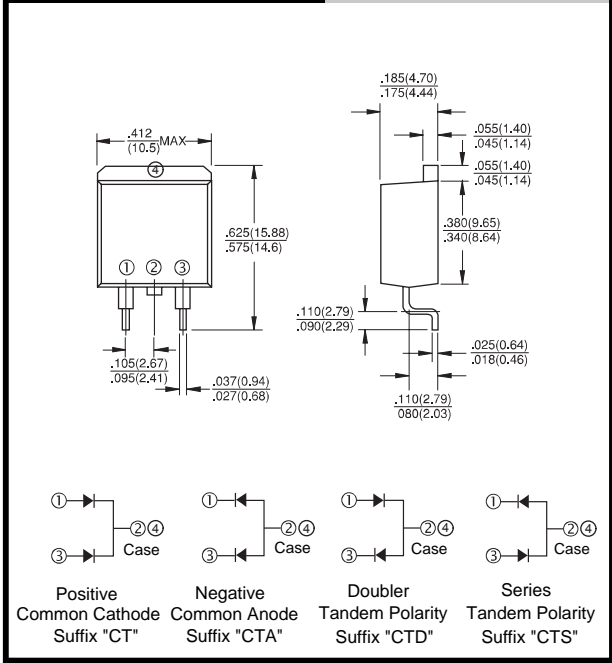 .185(4.70)
.175(4.44)
.412
(10.5)
MAX
.055(1.40)
.045(1.14)
.055(1.40)
.045(1.14)
④
.625(15.88)
.575(14.6)
.380(9.65)
.340(8.64)
① ② ③
.110(2.79)
.090(2.29)
.105(2.67)
.095(2.41)
.037(0.94)
.027(0.68)
.025(0.64)
.018(0.46)
.110(2.79)
080(2.03)
①
③
②④
Case
Positive
Common Cathode
Suffix "CT"
①
③
②④
Case
Negative
Common Anode
Suffix "CTA"
①
③
②④
Case
Doubler
Tandem Polarity
Suffix "CTD"
①
③
②④
Case
Series
Tandem Polarity
Suffix "CTS"